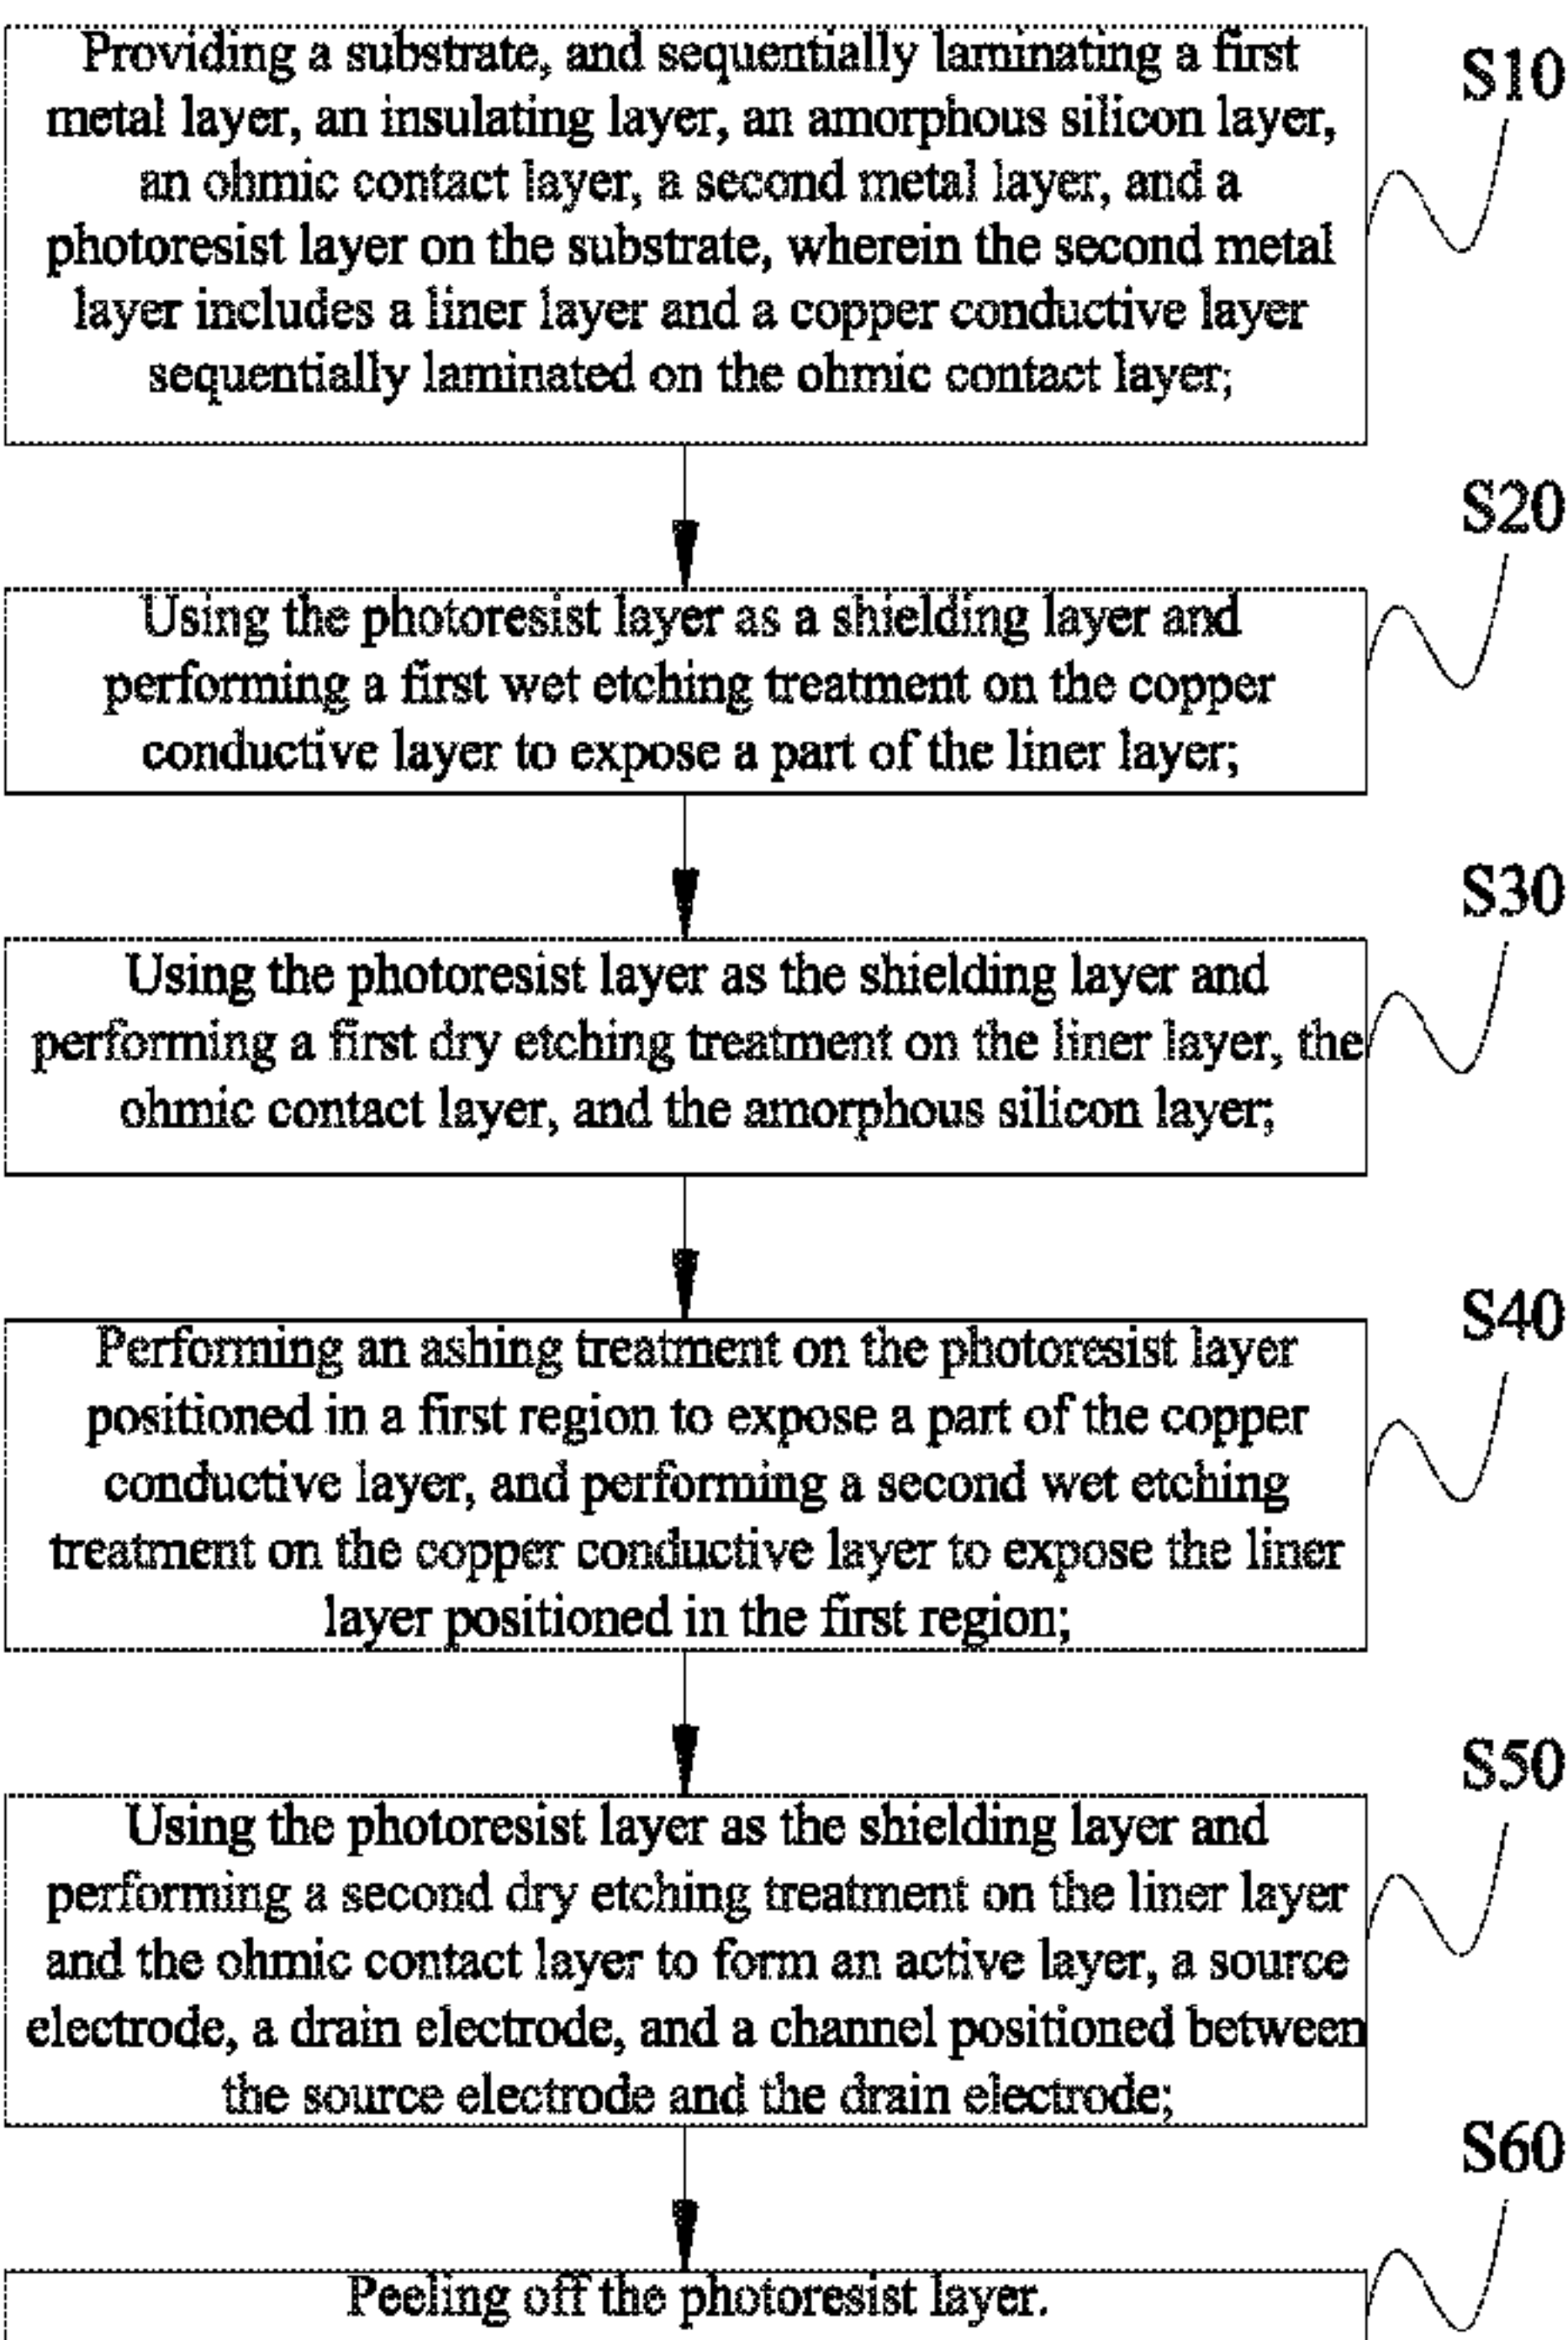 Providing a substrate, and sequentially laminating a first
metal layer, an insulating layer, an amorphous silicon layer,
an ohmic contact layer, a second metal layer, and a
photoresist layer on the substrate, wherein the second metal
layer includes a liner layer and a copper conductive layer
sequentially laminated on the ohmic contact layer;
S10
Using the photoresist layer as a shielding layer and
performing a first wet etching treatment on the copper
conductive layer to expose a part of the liner layer;
S20
Using the photoresist layer as the shielding layer and
performing a first dry etching treatment on the liner layer, the
ohmic contact layer, and the amorphous silicon layer;
S30
Performing an ashing treatment on the photoresist layer
positioned in a first region to expose a part of the copper
conductive layer, and performing a second wet etching
treatment on the copper conductive layer to expose the liner
layer positioned in the first region;
S40
Using the photoresist layer as the shielding layer and
performing a second dry etching treatment on the liner layer
and the ohmic contact layer to form an active layer, a source
electrode, a drain electrode, and a channel positioned between
the source electrode and the drain electrode;
S50
Peeling off the photoresist layer.
S60